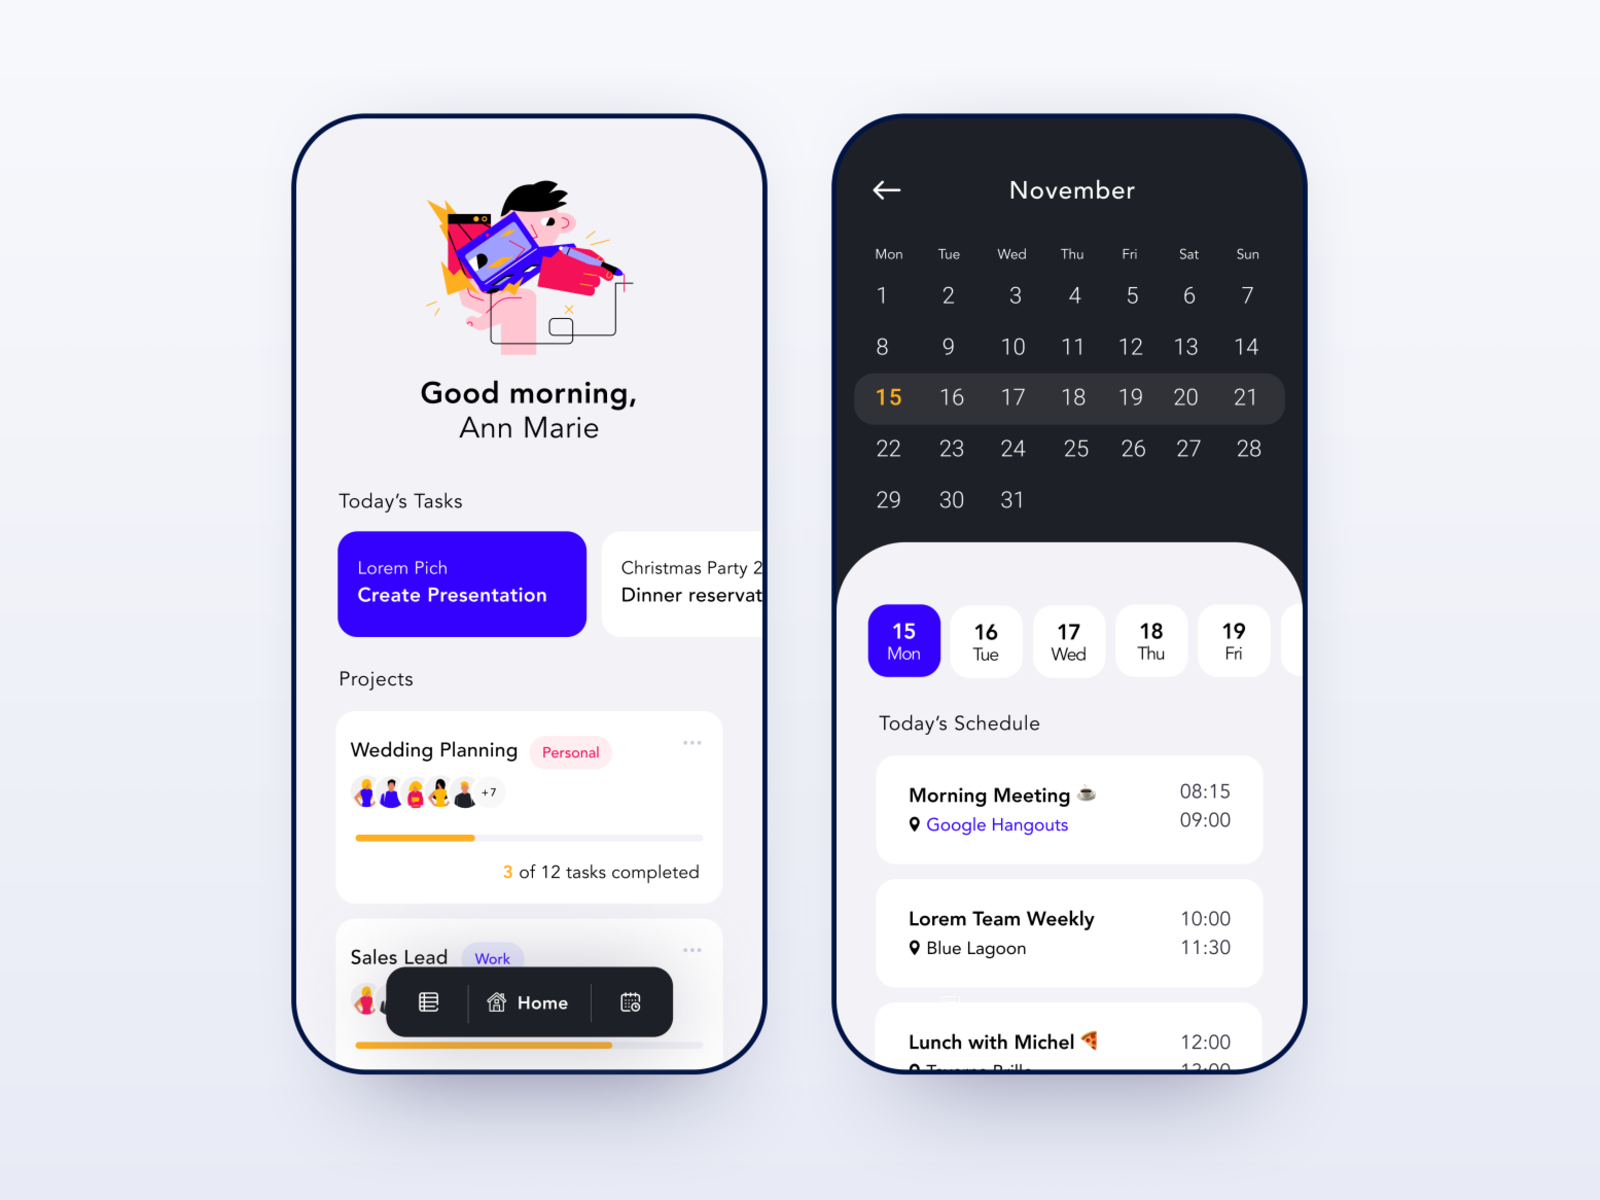 Good morning,
Ann Marie
Today's Tasks
Lorem Pich
Create Presentation
Christmas Party 2
Dinner reservat
Projects
Wedding Planning Personal
+7
3 of 12 tasks completed
Sales Lead Work
Home
November
Mon Tue Wed Thu Fri Sat Sun
1 2 3 4 5 6 7
8 9 10 11 12 13 14
15 16 17 18 19 20 21
22 23 24 25 26 27 28
29 30 31
15 16 17 18 19
Mon Tue Wed Thu Fri
Today's Schedule
Morning Meeting ☕ 08:15
Google Hangouts 09:00
Lorem Team Weekly 10:00
Blue Lagoon 11:30
Lunch with Michel 🍕 12:00